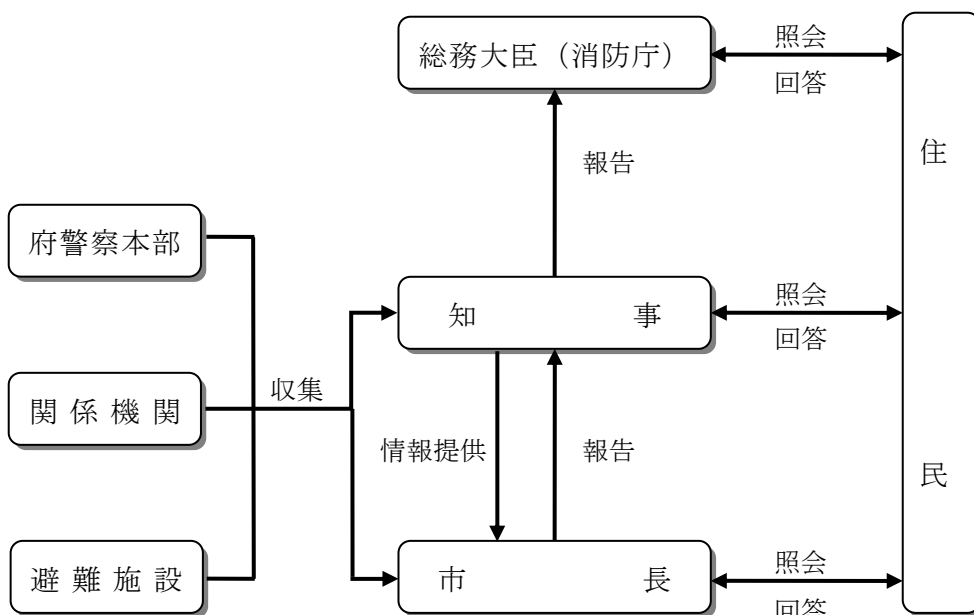 総務大臣（消防庁）
照会
回答
住民
報告
府警察本部
知事
照会
回答
関係機関
収集
情報提供
報告
避難施設
市長
照会
回答